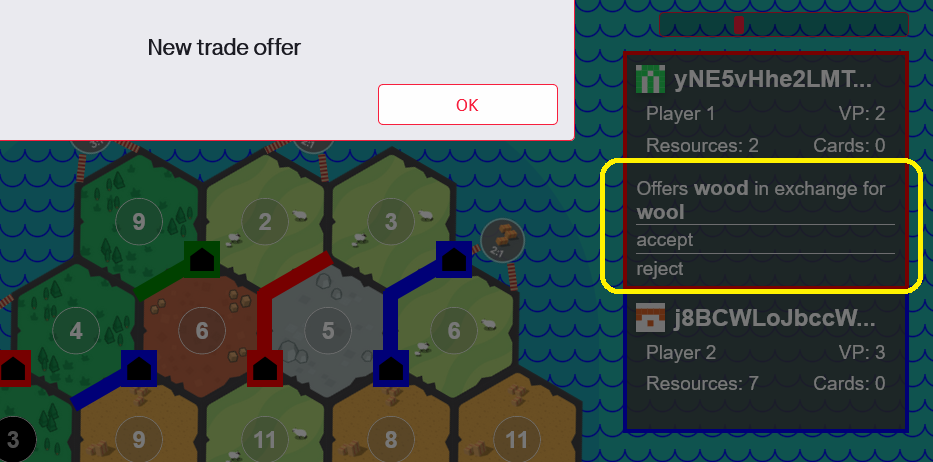 New trade offer
OK
yNE5vHhe2LMT...
Player 1 VP: 2
Resources: 2 Cards: 0
Offers wood in exchange for
wool
accept
reject
j8BCWLoJbccW...
Player 2 VP: 3
Resources: 7 Cards: 0
9 2 3
2:1
4 6 5 6
3 9 11 8 11